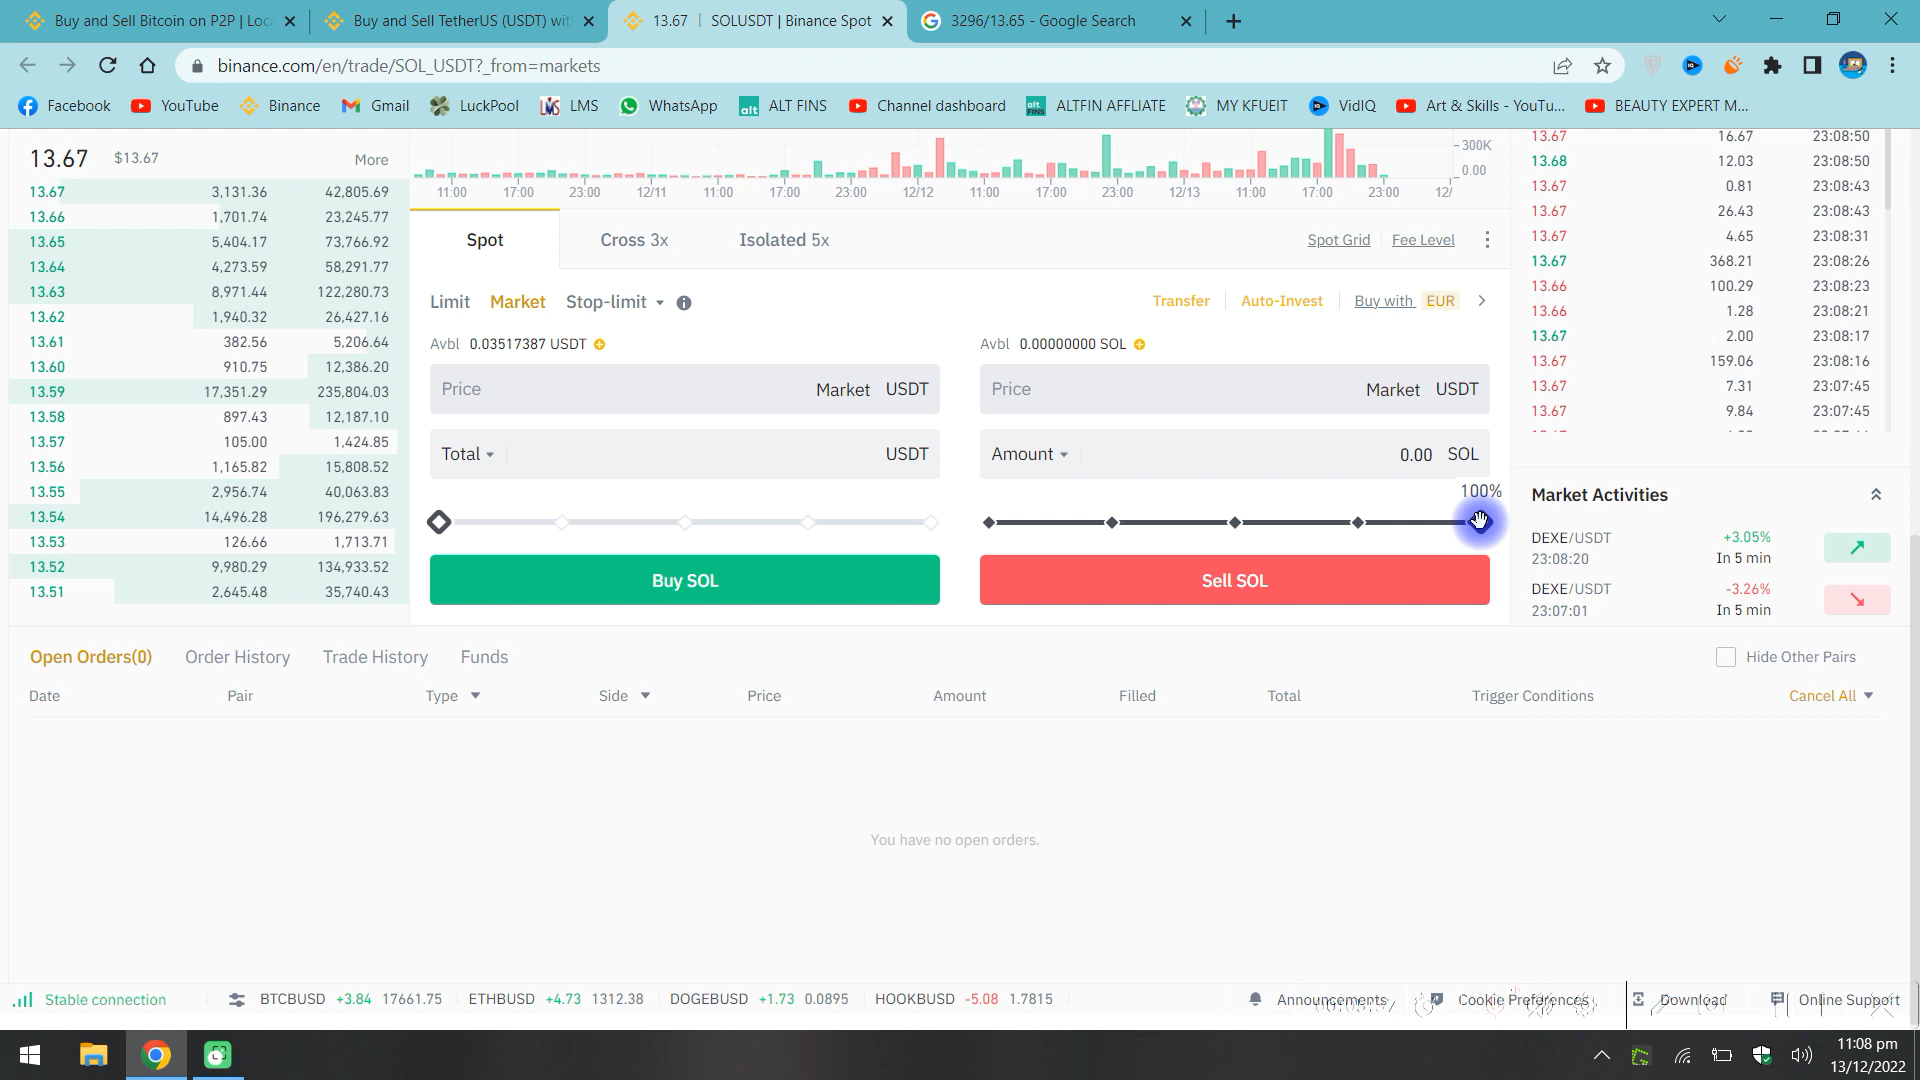 Buy and Sell Bitcoin on P2P | Loca
Buy and Sell TetherUS (USDT) wit
13.67 | SOLUSDT | Binance Spot
3296/13.65 - Google Search
binance.com/en/trade/SOL_USDT?_from=markets
Facebook YouTube Binance Gmail LuckPool LMS WhatsApp ALT FINS Channel dashboard ALTFIN AFFLIATE MY KFUEIT VidIQ Art & Skills - YouTu... BEAUTY EXPERT M...
13.67 $13.67 More
13.67 3,131.36 42,805.69
13.66 1,701.74 23,245.77
13.65 5,404.17 73,766.92
13.64 4,273.59 58,291.77
13.63 8,971.44 122,280.73
13.62 1,940.32 26,427.16
13.61 382.56 5,206.64
13.60 910.75 12,386.20
13.59 17,351.29 235,804.03
13.58 897.43 12,187.10
13.57 105.00 1,424.85
13.56 1,165.82 15,808.52
13.55 2,956.74 40,063.83
13.54 14,496.28 196,279.63
13.53 126.66 1,713.71
13.52 9,980.29 134,933.52
13.51 2,645.48 35,740.43
300K
0.00
11:00 17:00 23:00 12/11 11:00 17:00 23:00 12/12 11:00 17:00 23:00 12/13 11:00 17:00 23:00 12/
Spot Cross 3x Isolated 5x Spot Grid Fee Level
Limit Market Stop-limit Transfer Auto-Invest Buy with EUR
Avbl 0.03517387 USDT
Price Market USDT
Total USDT
Buy SOL
Avbl 0.00000000 SOL
Price Market USDT
Amount 0.00 SOL
100%
Sell SOL
13.67 16.67 23:08:50
13.68 12.03 23:08:50
13.67 0.81 23:08:43
13.67 26.43 23:08:43
13.67 4.65 23:08:31
13.67 368.21 23:08:26
13.66 100.29 23:08:23
13.66 1.28 23:08:21
13.67 2.00 23:08:17
13.67 159.06 23:08:16
13.67 7.31 23:07:45
13.67 9.84 23:07:45
Market Activities
DEXE/USDT +3.05%
23:08:20 In 5 min
DEXE/USDT -3.26%
23:07:01 In 5 min
Open Orders(0) Order History Trade History Funds Hide Other Pairs
Date Pair Type Side Price Amount Filled Total Trigger Conditions Cancel All
You have no open orders.
Stable connection BTCBUSD +3.84 17661.75 ETHBUSD +4.73 1312.38 DOGEBUSD +1.73 0.0895 HOOKBUSD -5.08 1.7815 Announcements Cookie Preferences Download Online Support
11:08 pm
13/12/2022